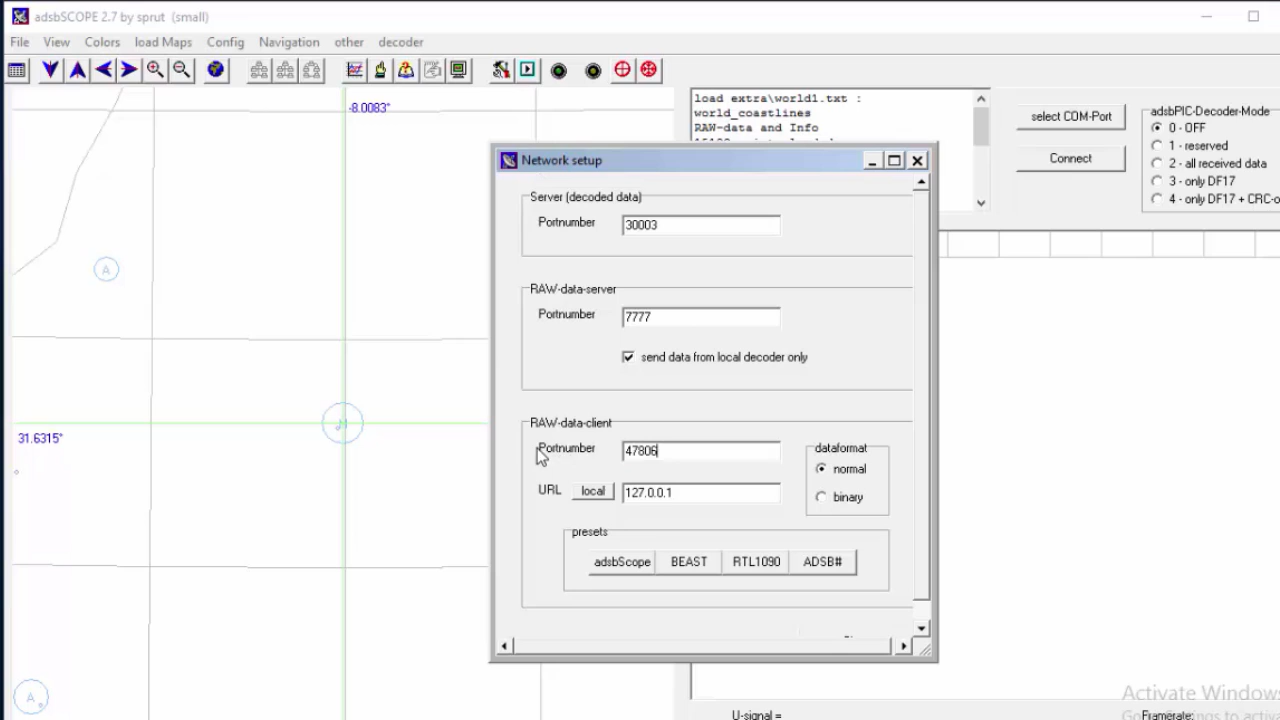 adsbSCOPE 2.7 by sprut (small)
File View Colors load Maps Config Navigation other decoder
-8.0083°
31.6315°
A
N
A
load extra\world1.txt :
world_coastlines
RAW-data and Info
select COM-Port
Connect
adsbPIC-Decoder-Mode
0 - OFF
1 - reserved
2 - all received data
3 - only DF17
4 - only DF17 + CRC-o
Network setup
Server (decoded data)
Portnumber 30003
RAW-data-server
Portnumber 7777
send data from local decoder only
RAW-data-client
Portnumber 47806
URL local 127.0.0.1
dataformat
normal
binary
presets
adsbScope BEAST RTL1090 ADSB#
Activate Windows
U-signal =
Framerate: